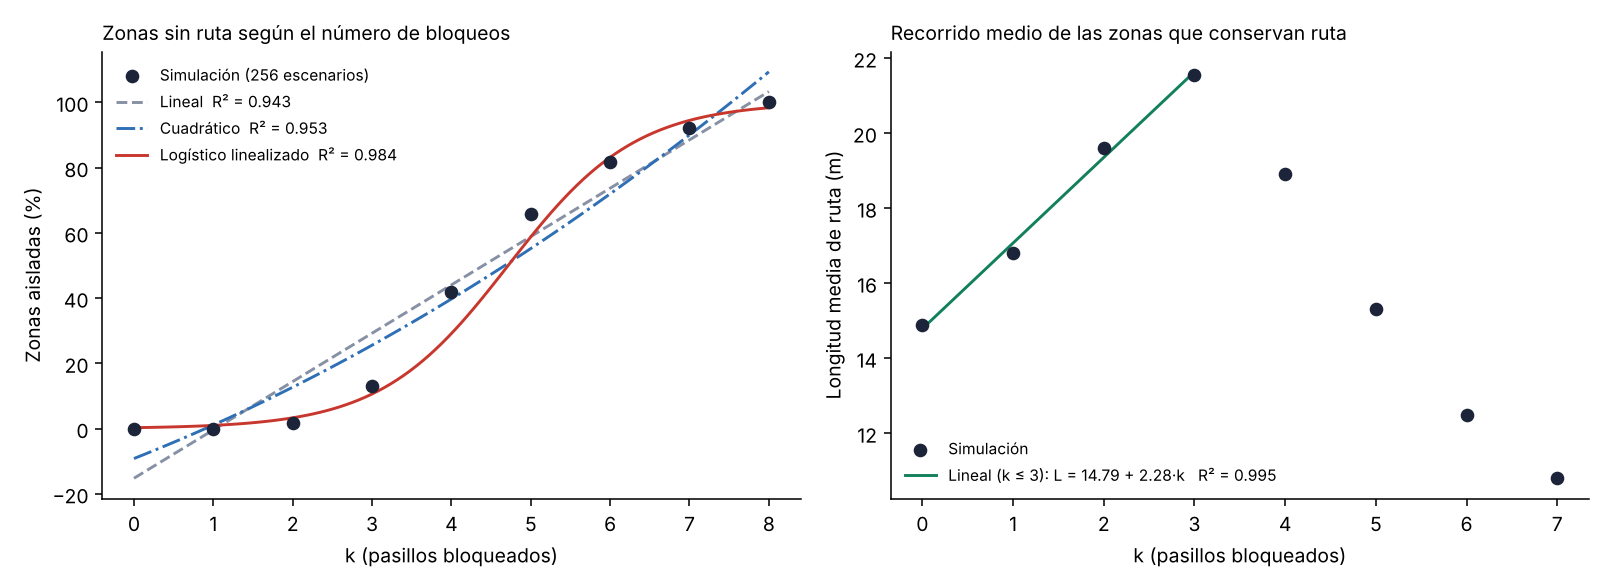 Zonas sin ruta según el número de bloqueos
Simulación (256 escenarios)
Lineal R² = 0.943
Cuadrático R² = 0.953
Logístico linealizado R² = 0.984
100
80
60
40
20
0
−20
Zonas aisladas (%)
0 1 2 3 4 5 6 7 8
k (pasillos bloqueados)
Recorrido medio de las zonas que conservan ruta
22
20
18
16
14
12
Longitud media de ruta (m)
Simulación
Lineal (k ≤ 3): L = 14.79 + 2.28·k R² = 0.995
0 1 2 3 4 5 6 7
k (pasillos bloqueados)